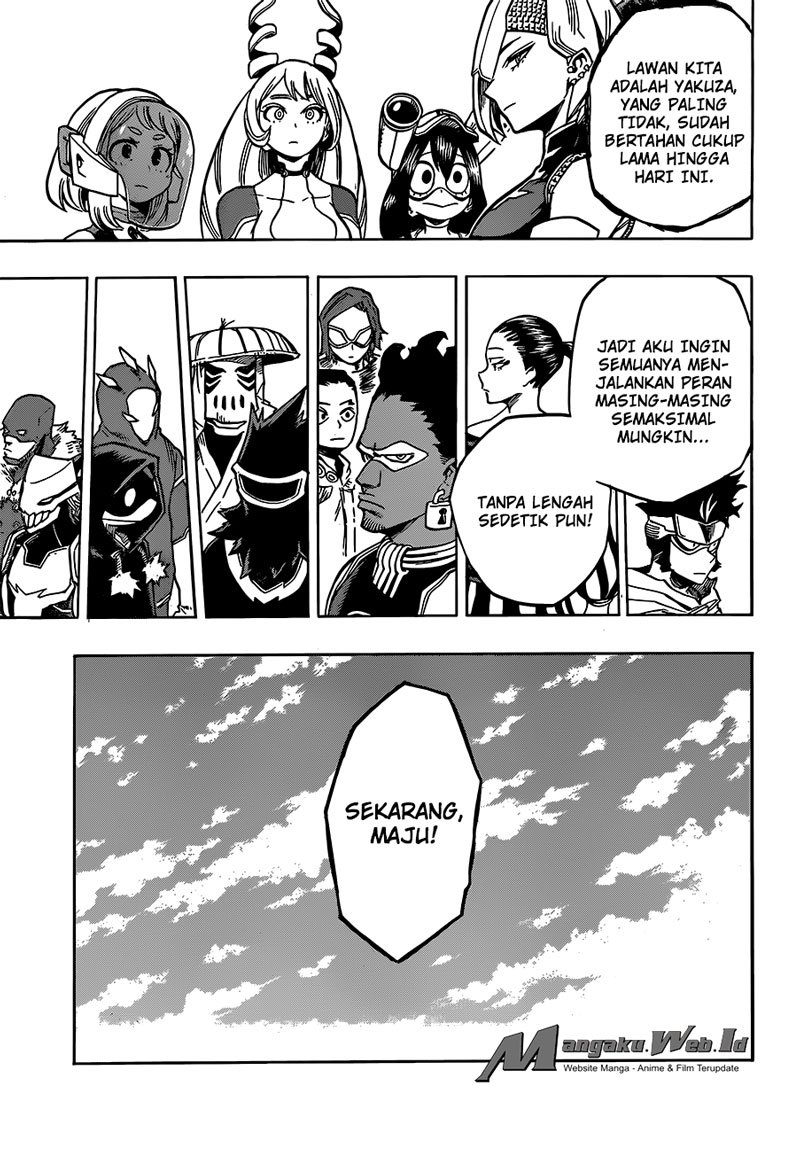 LAWAN KITA
ADALAH YAKUZA,
YANG PALING
TIDAK, SUDAH
BERTAHAN CUKUP
LAMA HINGGA
HARI INI.
JADI AKU INGIN
SEMUANYA MEN-
JALANKAN PERAN
MASING-MASING
SEMAKSIMAL
MUNGKIN...
TANPA LENGAH
SEDETIK PUN!
SEKARANG,
MAJU!
Mangaku.Web.Id
Website Manga - Anime & Film Terupdate